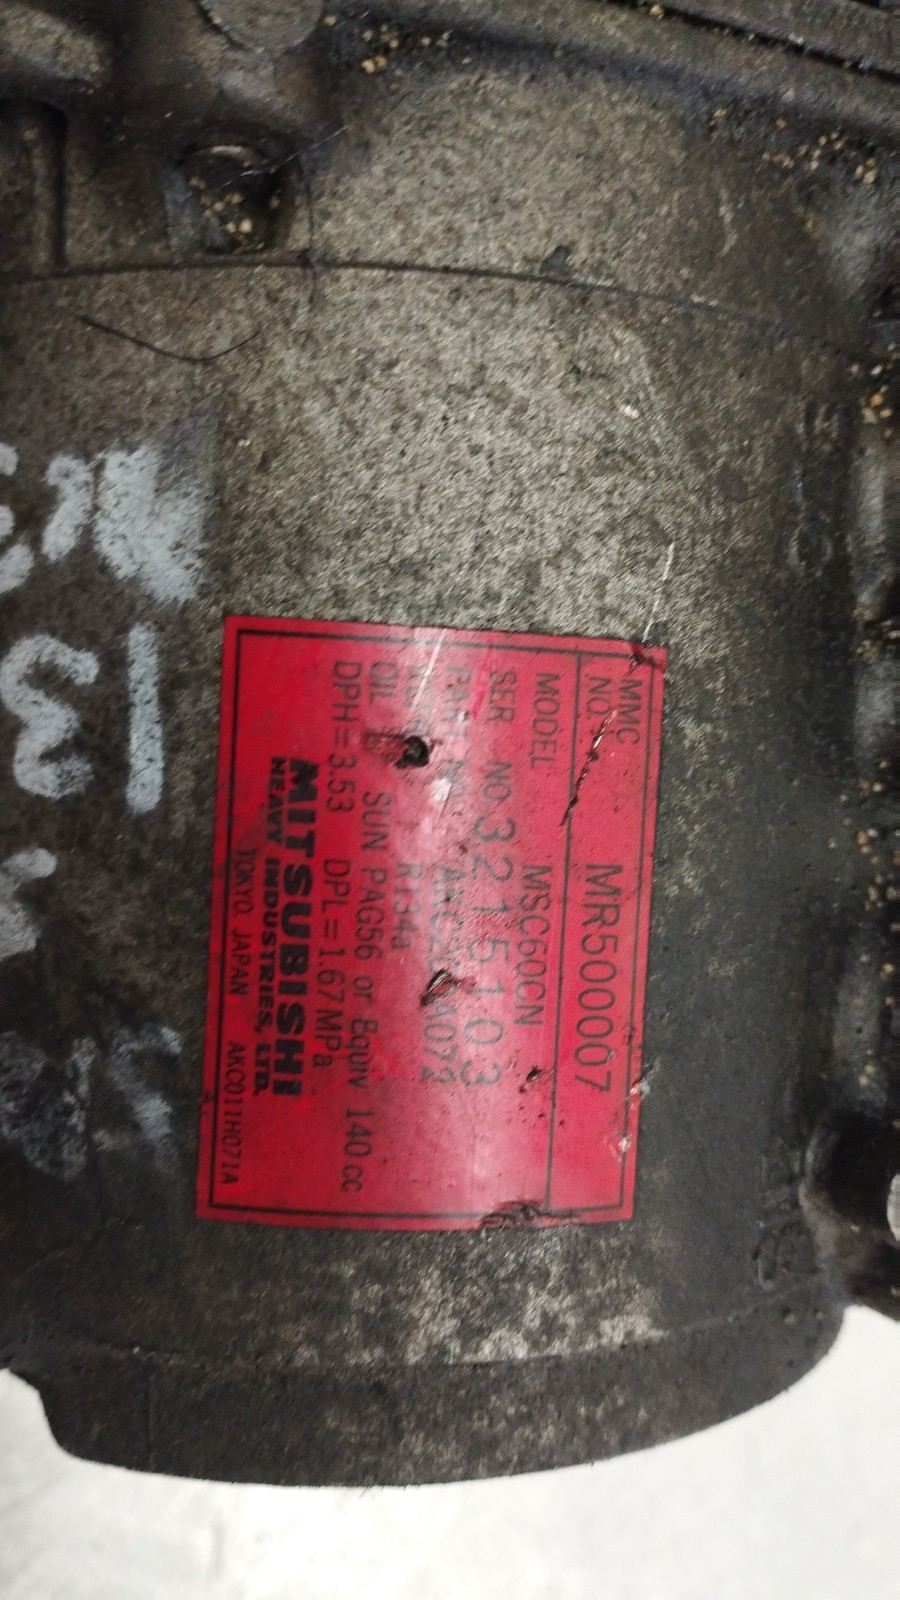 MMC
NO. MR500007
MODEL MSC60CN
SER NO. 3215103
PART NO.
R134a
OIL SUN PAG56 or Equiv 140 cc
DPH=3.53 DPL=1.67MPa
MITSUBISHI
HEAVY INDUSTRIES, LTD.
TOKYO, JAPAN AKC011H071A